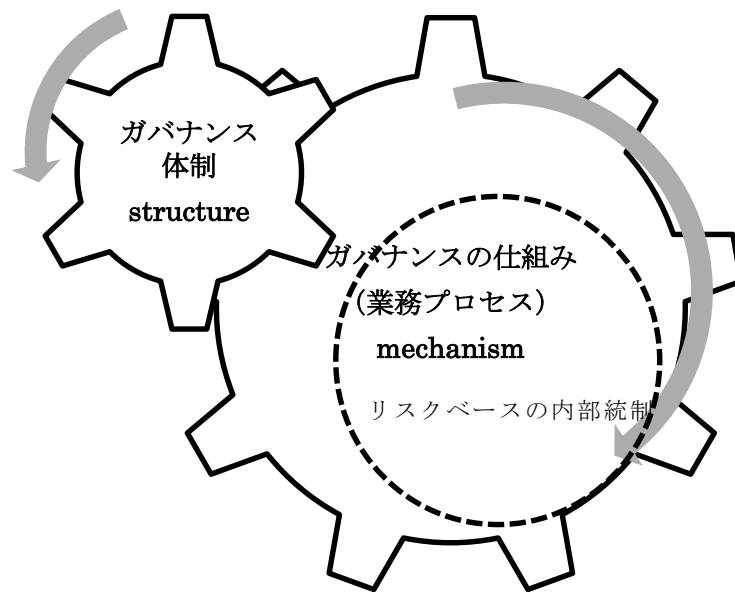 ガバナンス
体制
structure
ガバナンスの仕組み
（業務プロセス）
mechanism
リスクベースの内部統制